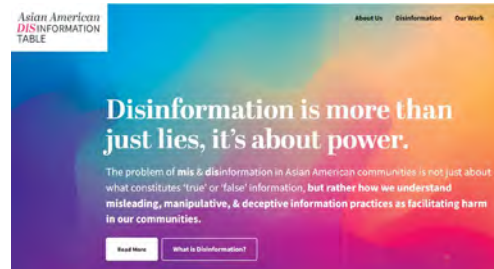 Asian American
DISINFORMATION
TABLE
About Us Disinformation Our Work
Disinformation is more than
just lies, it's about power.
The problem of mis & disinformation in Asian American communities is not just about
what constitutes 'true' or 'false' information, but rather how we understand
misleading, manipulative, & deceptive information practices as facilitating harm
in our communities.
Read More What is Disinformation?